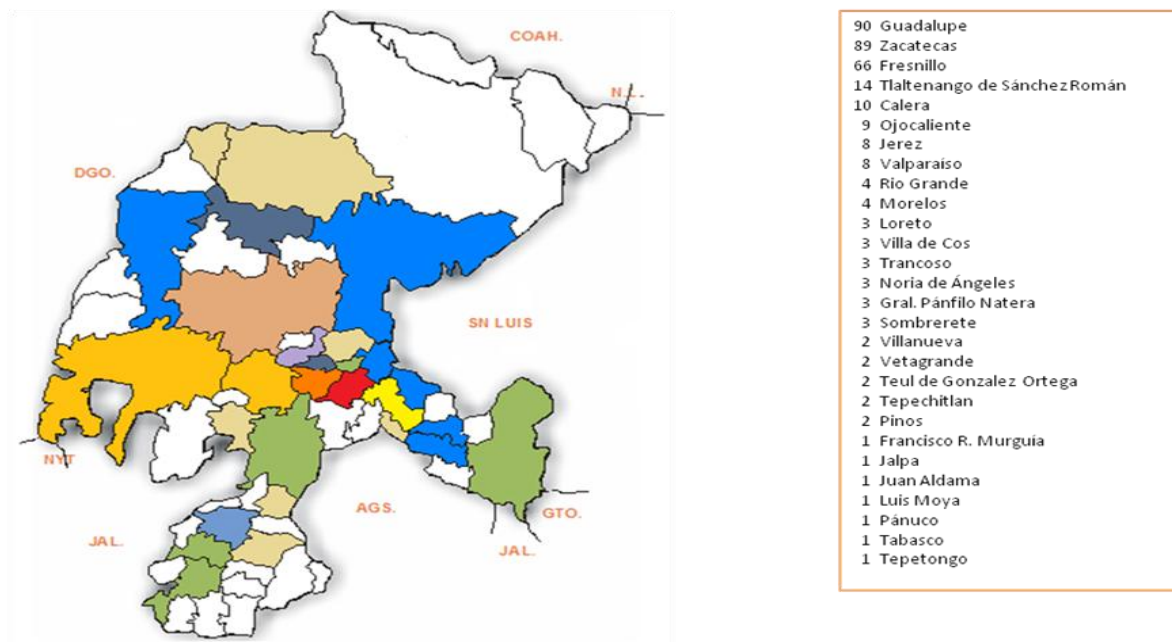 COAH.
N.L.
DGO.
SN LUIS
NYT
AGS.
GTO.
JAL.
JAL.
90 Guadalupe
89 Zacatecas
66 Fresnillo
14 Tlaltenango de Sánchez Román
10 Calera
9 Ojocaliente
8 Jerez
8 Valparaíso
4 Río Grande
4 Morelos
3 Loreto
3 Villa de Cos
3 Trancoso
3 Noria de Ángeles
3 Gral. Pánfilo Natera
3 Sombrerete
2 Villanueva
2 Vetagrande
2 Teul de Gonzalez Ortega
2 Tepechitlan
2 Pinos
1 Francisco R. Murguía
1 Jalpa
1 Juan Aldama
1 Luis Moya
1 Pánuco
1 Tabasco
1 Tepetongo